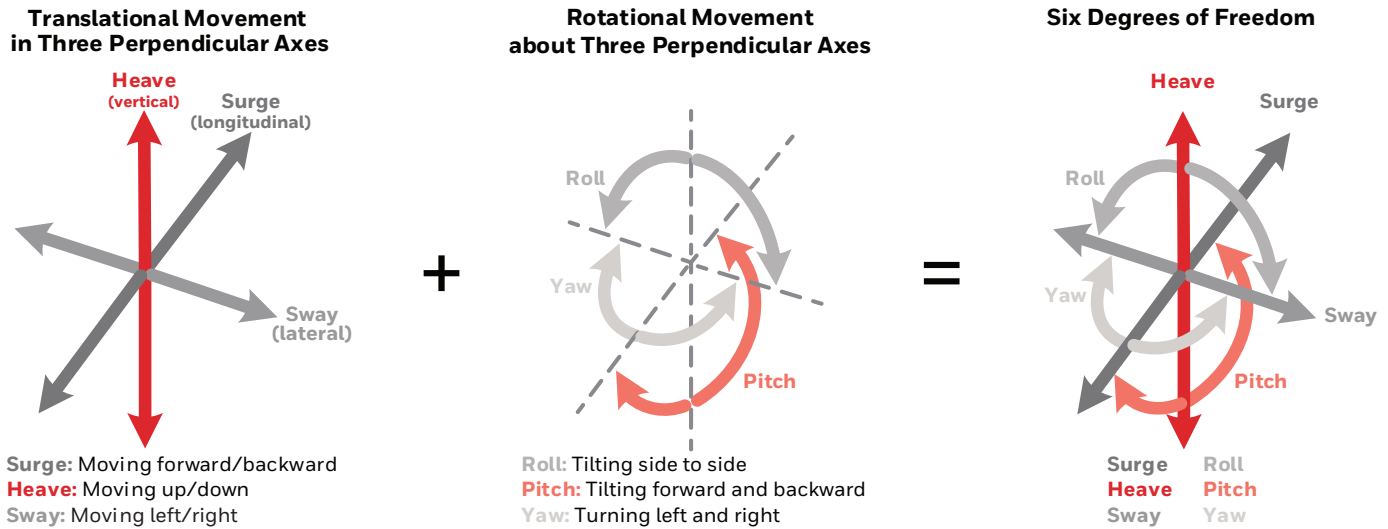 Translational Movement
in Three Perpendicular Axes
Heave
(vertical)
Surge
(longitudinal)
Sway
(lateral)
Surge: Moving forward/backward
Heave: Moving up/down
Sway: Moving left/right
+
Rotational Movement
about Three Perpendicular Axes
Roll
Yaw
Pitch
Roll: Tilting side to side
Pitch: Tilting forward and backward
Yaw: Turning left and right
=
Six Degrees of Freedom
Heave
Surge
Roll
Yaw
Sway
Pitch
Surge Roll
Heave Pitch
Sway Yaw